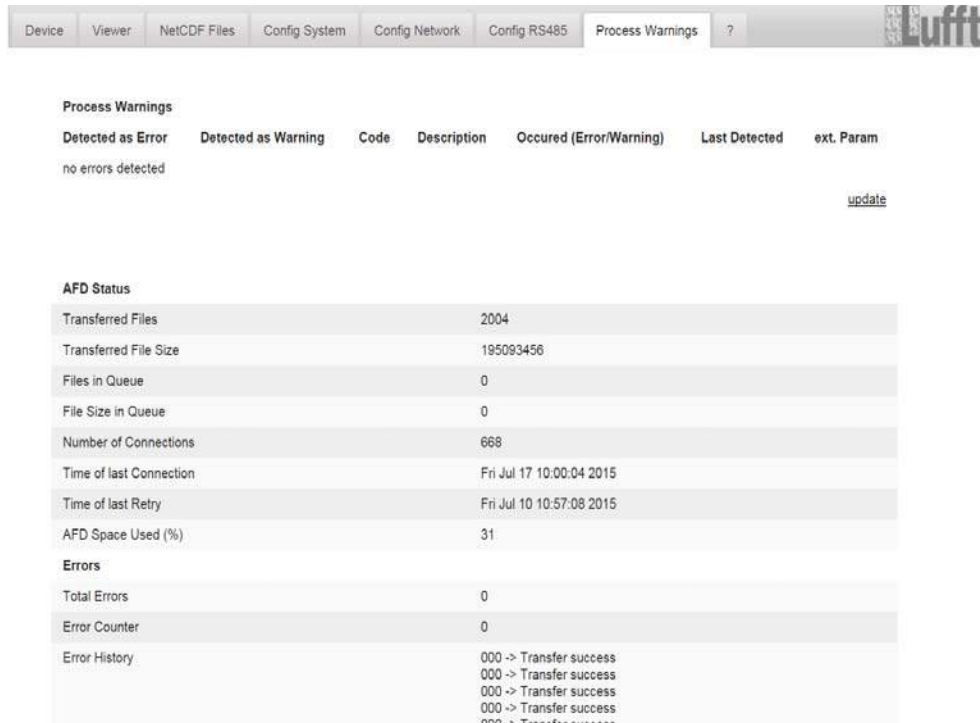 Device Viewer NetCDF Files Config System Config Network Config RS485 Process Warnings ? Lufft
Process Warnings
Detected as Error Detected as Warning Code Description Occured (Error/Warning) Last Detected ext. Param
no errors detected
update
AFD Status
Transferred Files 2004
Transferred File Size 195093456
Files in Queue 0
File Size in Queue 0
Number of Connections 668
Time of last Connection Fri Jul 17 10:00:04 2015
Time of last Retry Fri Jul 10 10:57:08 2015
AFD Space Used (%) 31
Errors
Total Errors 0
Error Counter 0
Error History 000 -> Transfer success
000 -> Transfer success
000 -> Transfer success
000 -> Transfer success
000 -> Transfer success